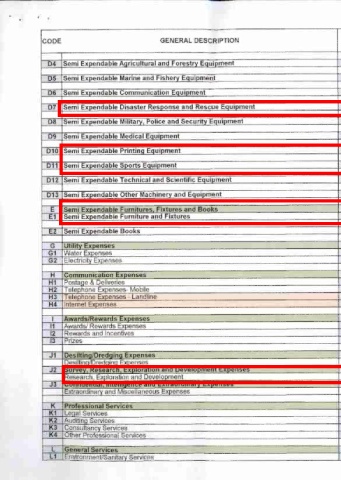 CODE GENERAL DESCRIPTION
D4 Semi Expendable Agricultural and Forestry Equipment
D5 Semi Expendable Marine and Fishery Equipment
D6 Semi Expendable Communication Equipment
D7 Semi Expendable Disaster Response and Rescue Equipment
D8 Semi Expendable Military, Police and Security Equipment
D9 Semi Expendable Medical Equipment
D10 Semi Expendable Printing Equipment
D11 Semi Expendable Sports Equipment
D12 Semi Expendable Technical and Scientific Equipment
D13 Semi Expendable Other Machinery and Equipment
E Semi Expendable Furnitures, Fixtures and Books
E1 Semi Expendable Furniture and Fixtures
E2 Semi Expendable Books
G Utility Expenses
G1 Water Expenses
G2 Electricity Expenses
H Communication Expenses
H1 Postage & Deliveries
H2 Telephone Expenses- Mobile
H3 Telephone Expenses - Landline
H4 Internet Expenses
I Awards/Rewards Expenses
I1 Awards/ Rewards Expenses
I2 Rewards and Incentives
I3 Prizes
J1 Desilting/Dredging Expenses
Desilting/Dredging Expenses
J2 Survey, Research, Exploration and Development Expenses
Research, Exploration and Development
J3 Confidential, Intelligence and Extraordinary Expenses
Extraordinary and Miscellaneous Expenses
K Professional Services
K1 Legal Services
K2 Auditing Services
K3 Consultancy Services
K4 Other Professional Services
L General Services
L1 Environment/Sanitary Services